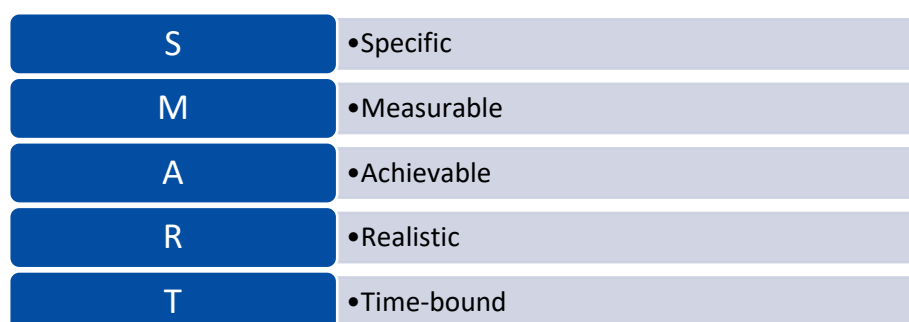 S
•Specific
M
•Measurable
A
•Achievable
R
•Realistic
T
•Time-bound